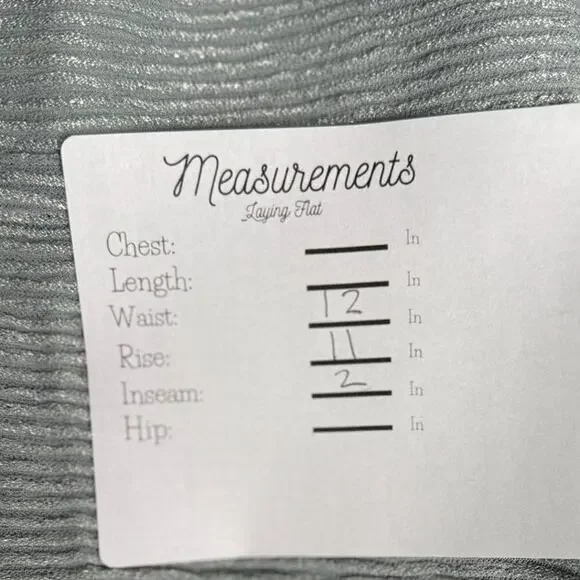 Measurements
Laying Flat
Chest: In
Length: In
Waist: 12 In
Rise: 11 In
Inseam: 2 In
Hip: In